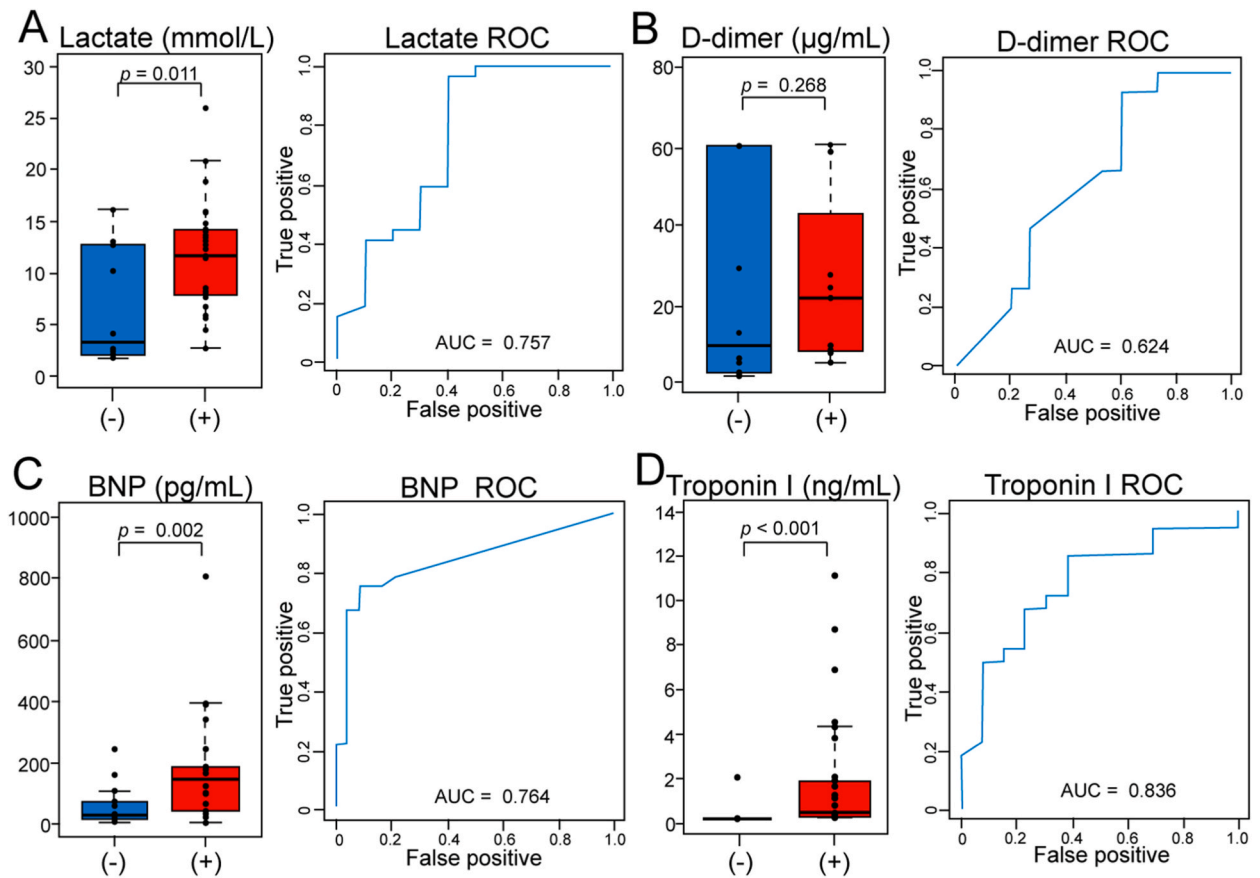 A
Lactate (mmol/L)
p = 0.011
30
25
20
15
10
5
0
(-)
(+)
Lactate ROC
True positive
1.0
0.8
0.6
0.4
0.2
0
AUC = 0.757
0
0.2
0.4
0.6
0.8
1.0
False positive
B
D-dimer (µg/mL)
p = 0.268
80
60
40
20
0
(-)
(+)
D-dimer ROC
True positive
1.0
0.8
0.6
0.4
0.2
0
AUC = 0.624
0
0.2
0.4
0.6
0.8
1.0
False positive
C
BNP (pg/mL)
p = 0.002
1000
800
600
400
200
0
(-)
(+)
BNP ROC
True positive
1.0
0.8
0.6
0.4
0.2
0
AUC = 0.764
0
0.2
0.4
0.6
0.8
1.0
False positive
D
Troponin I (ng/mL)
p < 0.001
14
12
10
8
6
4
2
0
(-)
(+)
Troponin I ROC
True positive
1.0
0.8
0.6
0.4
0.2
0
AUC = 0.836
0
0.2
0.4
0.6
0.8
1.0
False positive